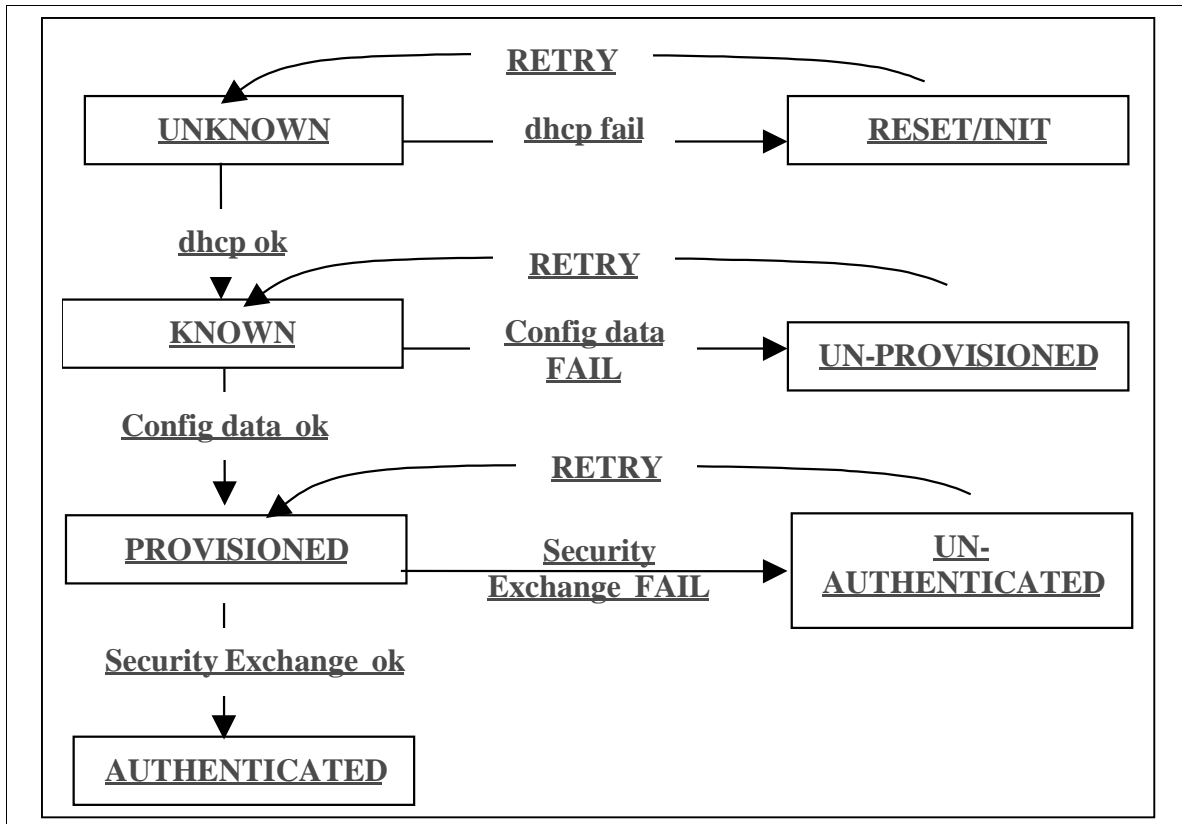 RETRY
UNKNOWN
dhcp fail
RESET/INIT
dhcp ok
RETRY
KNOWN
Config data
FAIL
UN-PROVISIONED
Config data ok
RETRY
PROVISIONED
Security
Exchange FAIL
UN-
AUTHENTICATED
Security Exchange ok
AUTHENTICATED